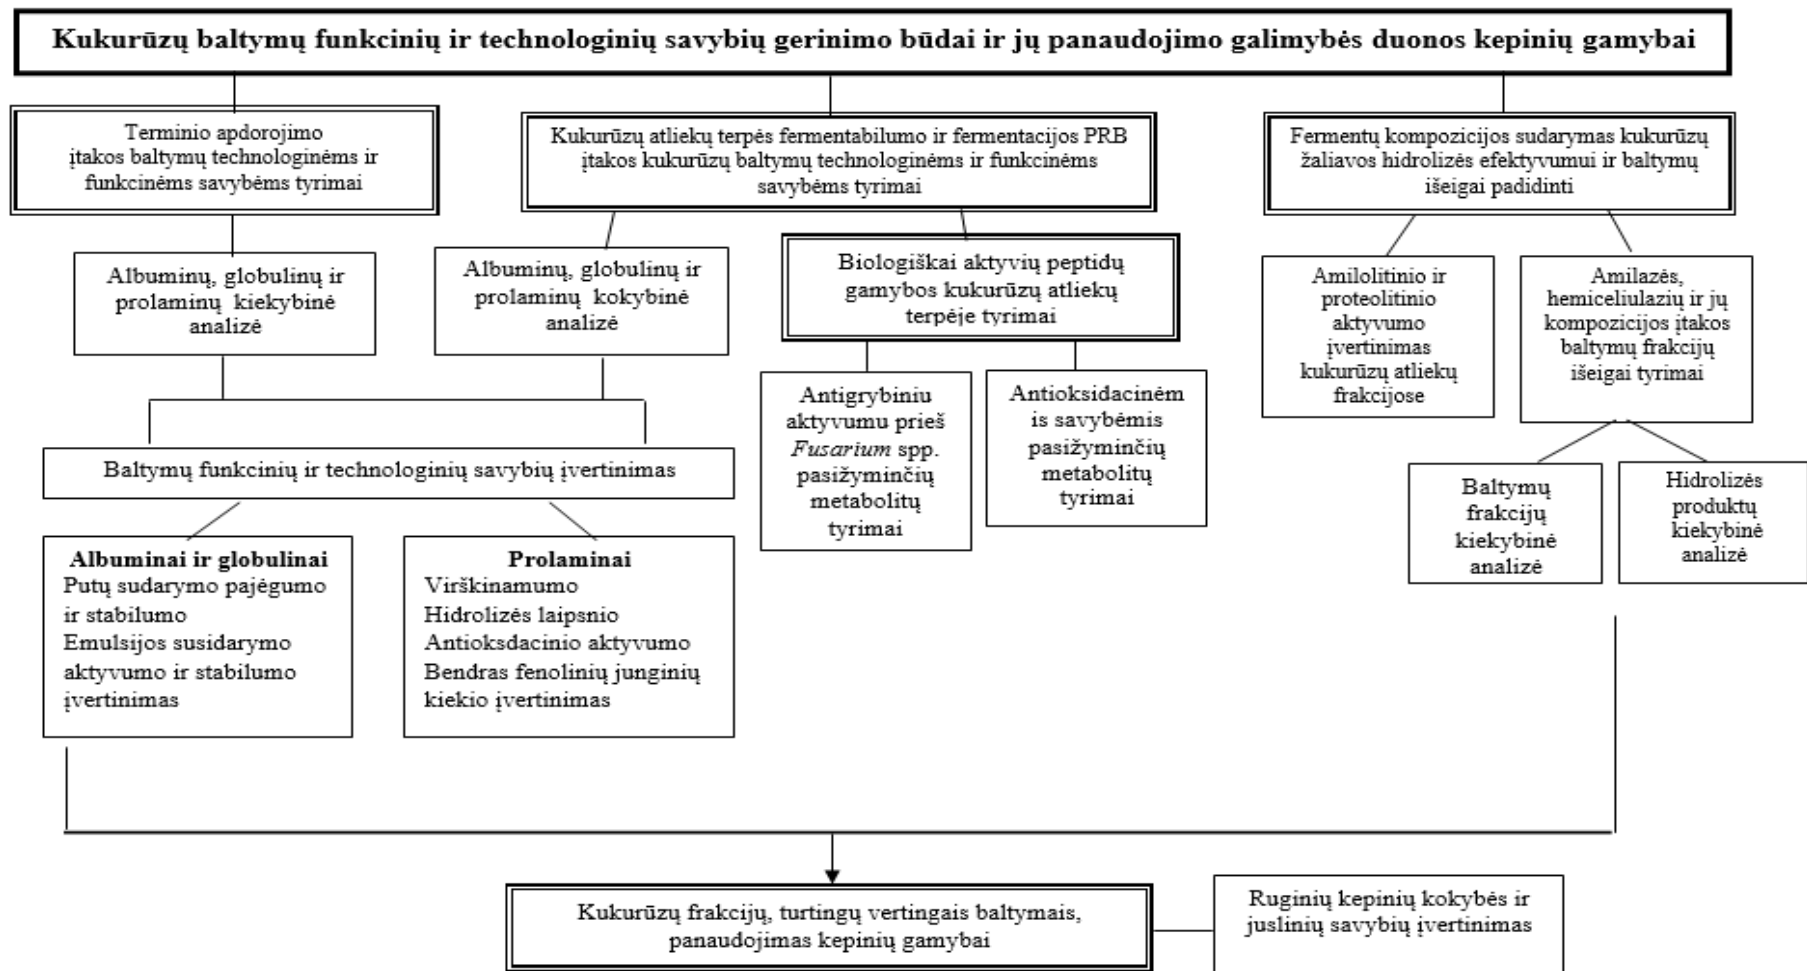 Kukurūzų baltymų funkcinių ir technologinių savybių gerinimo būdai ir jų panaudojimo galimybės duonos kepinių gamybai
Terminio apdorojimo
įtakos baltymų technologinėms ir
funkcinėms savybėms tyrimai
Kukurūzų atliekų terpės fermentabilumo ir fermentacijos PRB
įtakos kukurūzų baltymų technologinėms ir funkcinėms
savybėms tyrimai
Fermentų kompozicijos sudarymas kukurūzų
žaliavos hidrolizės efektyvumui ir baltymų
išeigai padidinti
Albuminų, globulinų ir
prolaminų kiekybinė
analizė
Albuminų, globulinų ir
prolaminų kokybinė
analizė
Biologiškai aktyvių peptidų
gamybos kukurūzų atliekų
terpėje tyrimai
Amilolitinio ir
proteolitinio
aktyvumo
įvertinimas
kukurūzų atliekų
frakcijose
Amilazės,
hemiceliulazių ir jų
kompozicijos įtakos
baltymų frakcijų
išeigai tyrimai
Antigrybiniu
aktyvumu prieš
Fusarium spp.
pasižyminčių
metabolitų
tyrimai
Antioksidacinėm
is savybėmis
pasižyminčių
metabolitų
tyrimai
Baltymų funkcinių ir technologinių savybių įvertinimas
Baltymų
frakcijų
kiekybinė
analizė
Hidrolizės
produktų
kiekybinė
analizė
Albuminai ir globulinai
Putų sudarymo pajėgumo
ir stabilumo
Emulsijos susidarymo
aktyvumo ir stabilumo
įvertinimas
Prolaminai
Virškinamumo
Hidrolizės laipsnio
Antioksdacinio aktyvumo
Bendras fenolinių junginių
kiekio įvertinimas
Kukurūzų frakcijų, turtingų vertingais baltymais,
panaudojimas kepinių gamybai
Ruginių kepinių kokybės ir
juslinių savybių įvertinimas